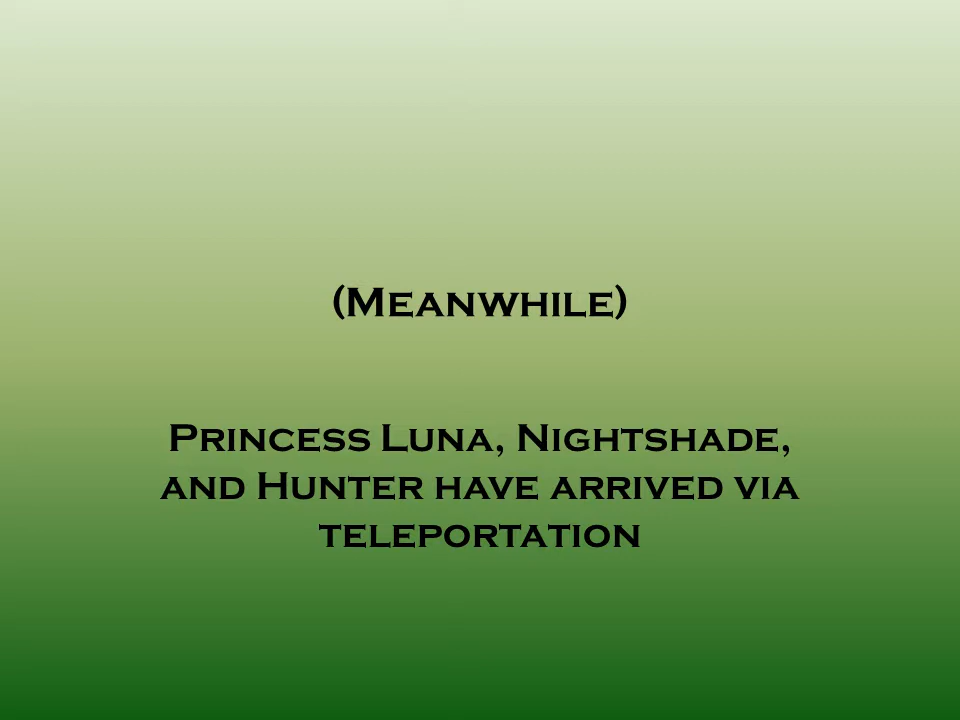 (Meanwhile)
Princess Luna, Nightshade,
and Hunter have arrived via
teleportation